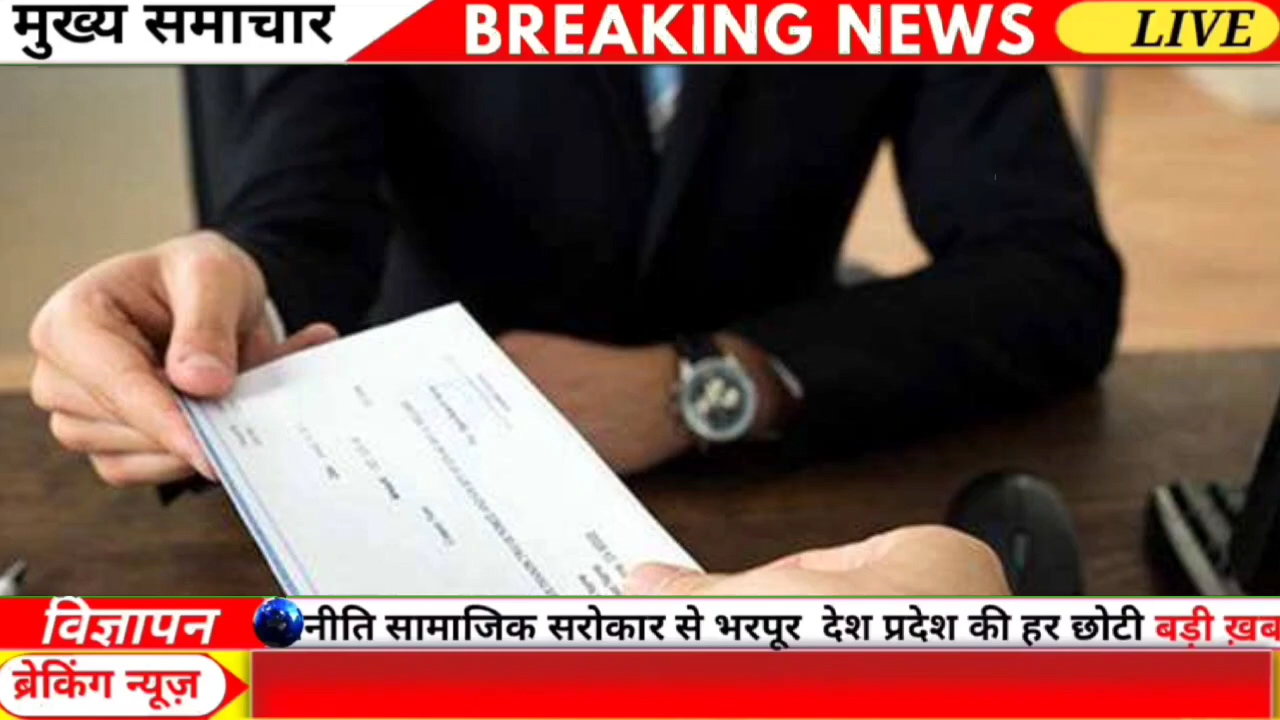 मुख्य समाचार
BREAKING NEWS
LIVE
विज्ञापन
नीति सामाजिक सरोकार से भरपूर देश प्रदेश की हर छोटी बड़ी ख़ब
ब्रेकिंग न्यूज़